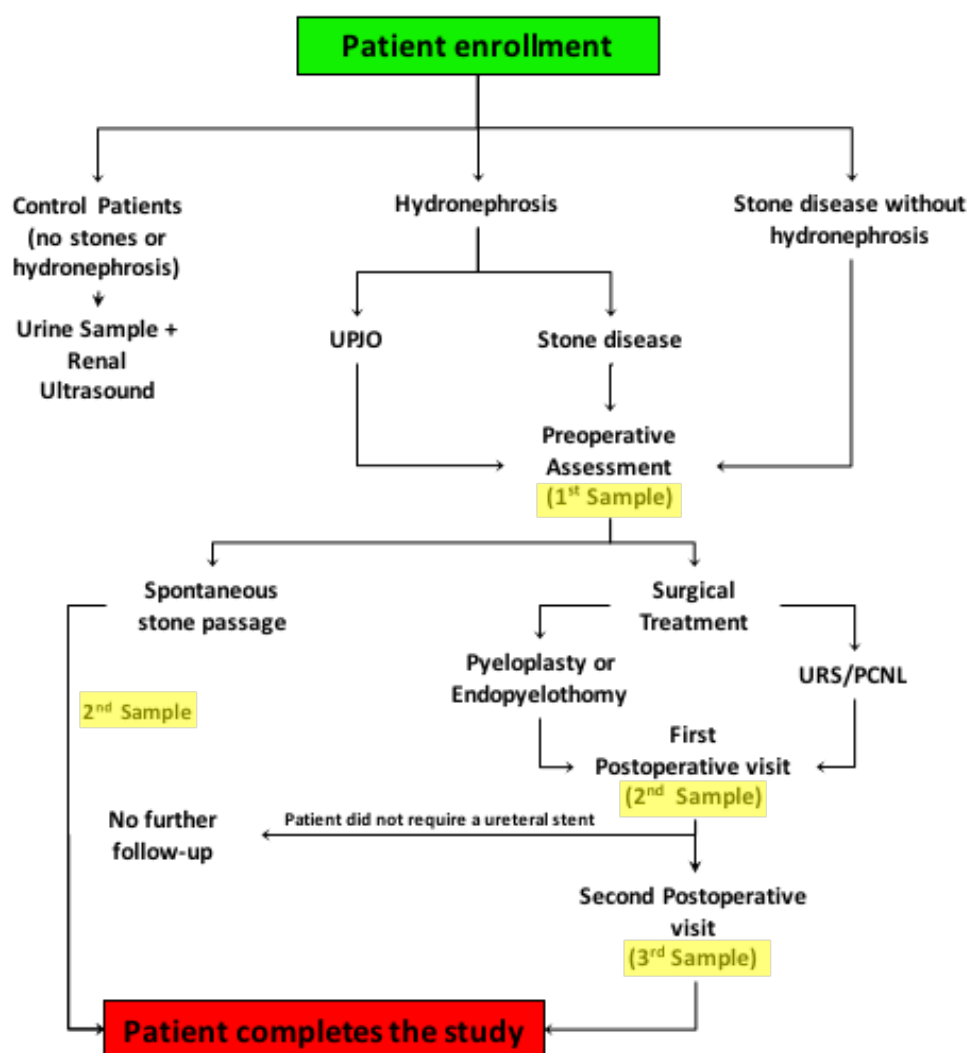 Patient enrollment
Control Patients
(no stones or
hydronephrosis)
Hydronephrosis
Stone disease without
hydronephrosis
Urine Sample +
Renal
Ultrasound
UPJO
Stone disease
Preoperative
Assessment
(1st Sample)
Spontaneous
stone passage
Surgical
Treatment
Pyeloplasty or
Endopyelothomy
URS/PCNL
2nd Sample
First
Postoperative visit
(2nd Sample)
Patient did not require a ureteral stent
No further
follow-up
Second Postoperative
visit
(3rd Sample)
Patient completes the study